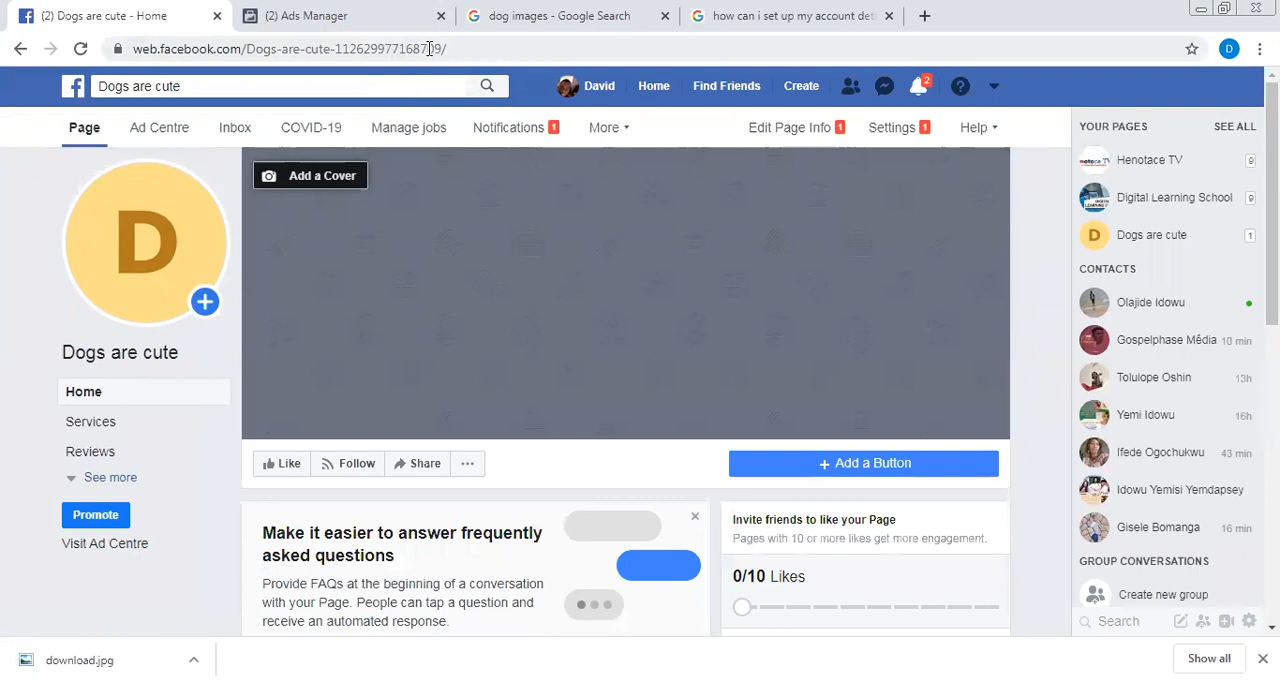 (2) Dogs are cute - Home
(2) Ads Manager
dog images - Google Search
how can i set up my account det
web.facebook.com/Dogs-are-cute-112629977168709/
D
Dogs are cute
David
Home
Find Friends
Create
2
Page
Ad Centre
Inbox
COVID-19
Manage jobs
Notifications 1
More
Edit Page Info 1
Settings 1
Help
Add a Cover
D
Dogs are cute
Home
Services
Reviews
See more
Promote
Visit Ad Centre
Like
Follow
Share
Add a Button
Make it easier to answer frequently
asked questions
Provide FAQs at the beginning of a conversation
with your Page. People can tap a question and
receive an automated response.
Invite friends to like your Page
Pages with 10 or more likes get more engagement.
0/10 Likes
YOUR PAGES
SEE ALL
Henotace TV 9
Digital Learning School 9
D Dogs are cute 1
CONTACTS
Olajide Idowu
Gospelphase Mêdia 10 min
Tolulope Oshin 13h
Yemi Idowu 16h
Ifede Ogochukwu 43 min
Idowu Yemisi Yemdapsey
Gisele Bomanga 16 min
GROUP CONVERSATIONS
Create new group
Search
download.jpg
Show all